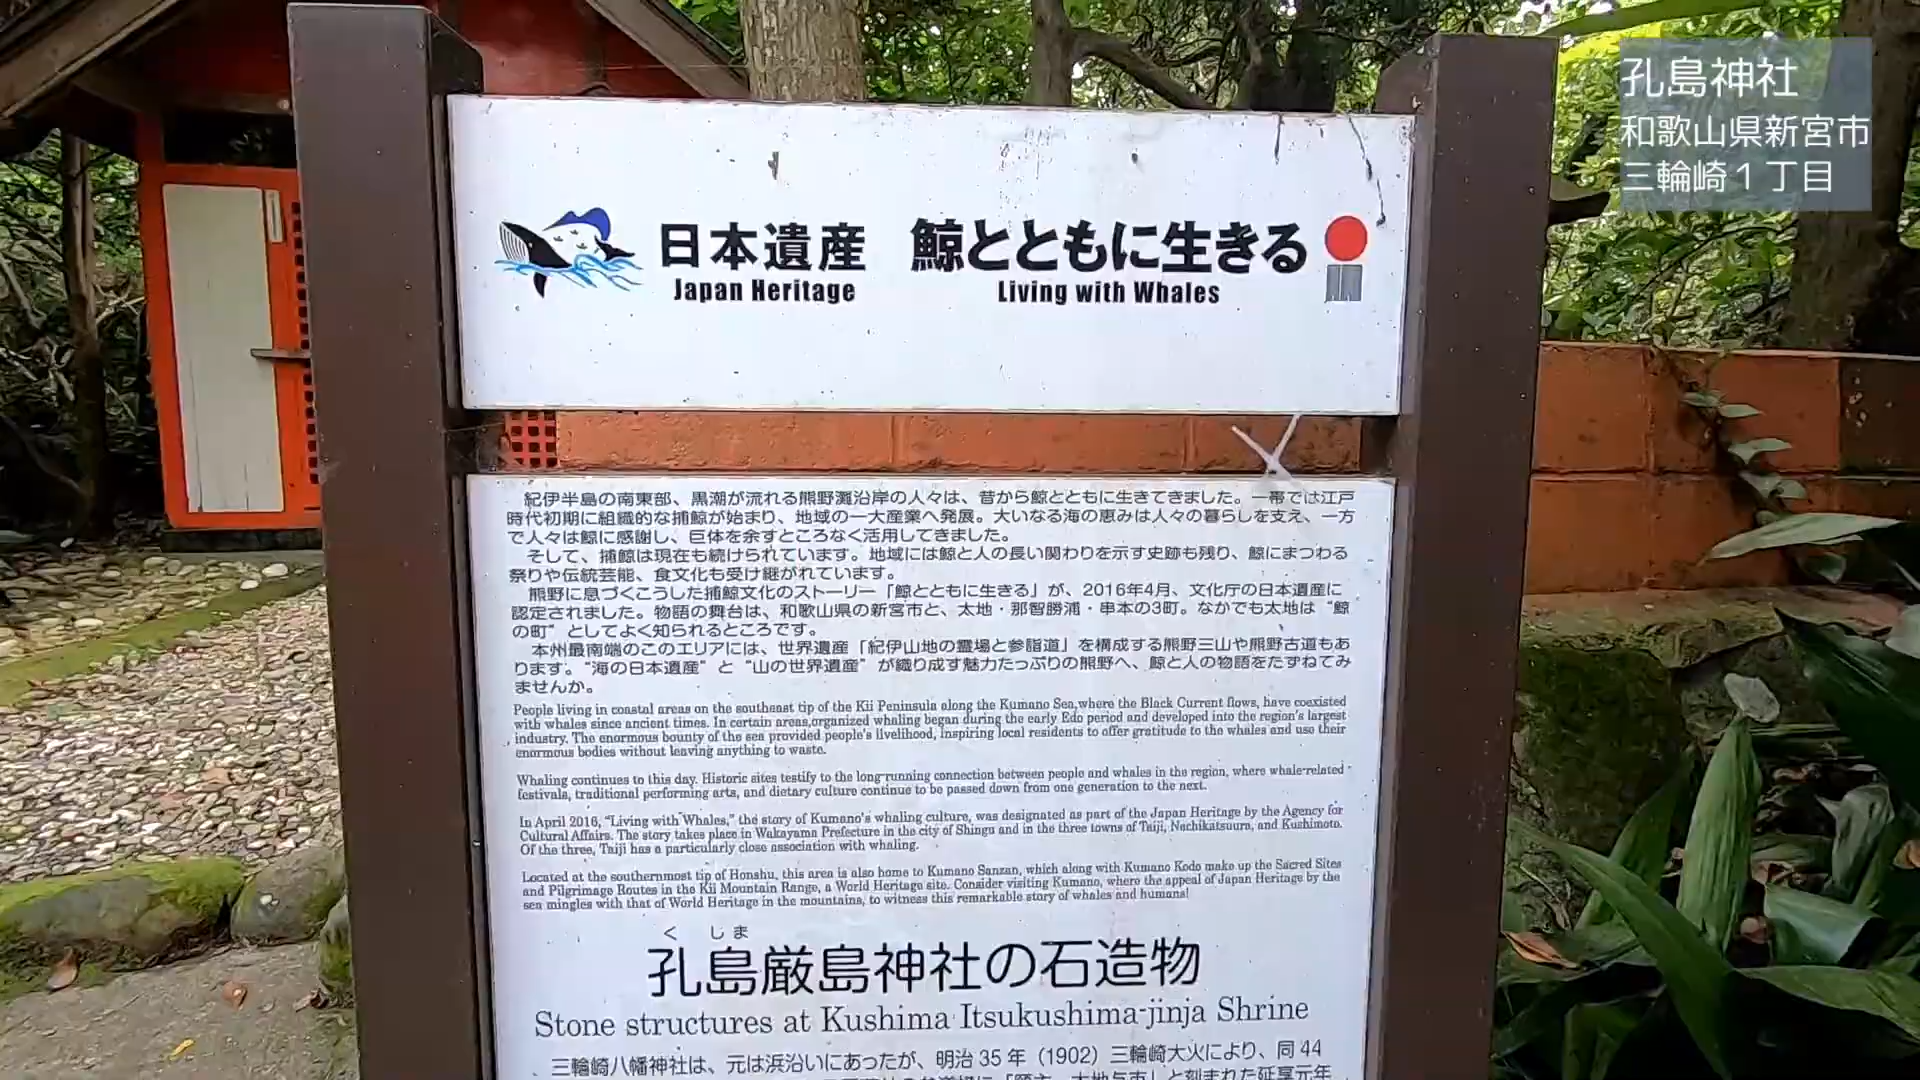 孔島神社
和歌山県新宮市
三輪崎１丁目
日本遺産 鯨とともに生きる
Japan Heritage Living with Whales
紀伊半島の南東部、黒潮が流れる熊野灘沿岸の人々は、昔から鯨とともに生きてきました。一帯では江戸
時代初期に組織的な捕鯨が始まり、地域の一大産業へ発展。大いなる海の恵みは人々の暮らしを支え、一方
で人々は鯨に感謝し、巨体を余すところなく活用してきました。
そして、捕鯨は現在も続けられています。地域には鯨と人の長い関わりを示す史跡も残り、鯨にまつわる
祭りや伝統芸能、食文化も受け継がれています。
熊野に息づくこうした捕鯨文化のストーリー「鯨とともに生きる」が、2016年4月、文化庁の日本遺産に
認定されました。物語の舞台は、和歌山県の新宮市と、太地・那智勝浦・串本の3町。なかでも太地は“鯨
の町”としてよく知られるところです。
本州最南端のこのエリアには、世界遺産「紀伊山地の霊場と参詣道」を構成する熊野三山や熊野古道もあ
ります。“海の日本遺産”と“山の世界遺産”が織り成す魅力たっぷりの熊野へ、鯨と人の物語をたずねてみ
ませんか。
People living in coastal areas on the southeast tip of the Kii Peninsula along the Kumano Sea,where the Black Current flows, have coexisted
with whales since ancient times. In certain areas,organized whaling began during the early Edo period and developed into the region's largest
industry. The enormous bounty of the sea provided people's livelihood, inspiring local residents to offer gratitude to the whales and use their
enormous bodies without leaving anything to waste.
Whaling continues to this day. Historic sites testify to the long-running connection between people and whales in the region, where whale-related
festivals, traditional performing arts, and dietary culture continue to be passed down from one generation to the next.
In April 2016, "Living with Whales," the story of Kumano's whaling culture, was designated as part of the Japan Heritage by the Agency for
Cultural Affairs. The story takes place in Wakayama Prefecture in the city of Shingu and in the three towns of Taiji, Nachikatsuura, and Kushimoto.
Of the three, Taiji has a particularly close association with whaling.
Located at the southernmost tip of Honshu, this area is also home to Kumano Sanzan, which along with Kumano Kodo make up the Sacred Sites
and Pilgrimage Routes in the Kii Mountain Range, a World Heritage site. Consider visiting Kumano, where the appeal of Japan Heritage by the
sea mingles with that of World Heritage in the mountains, to witness this remarkable story of whales and humans!
くしま
孔島厳島神社の石造物
Stone structures at Kushima Itsukushima-jinja Shrine
三輪崎八幡神社は、元は浜沿いにあったが、明治 35 年（1902）三輪崎大火により、同 44